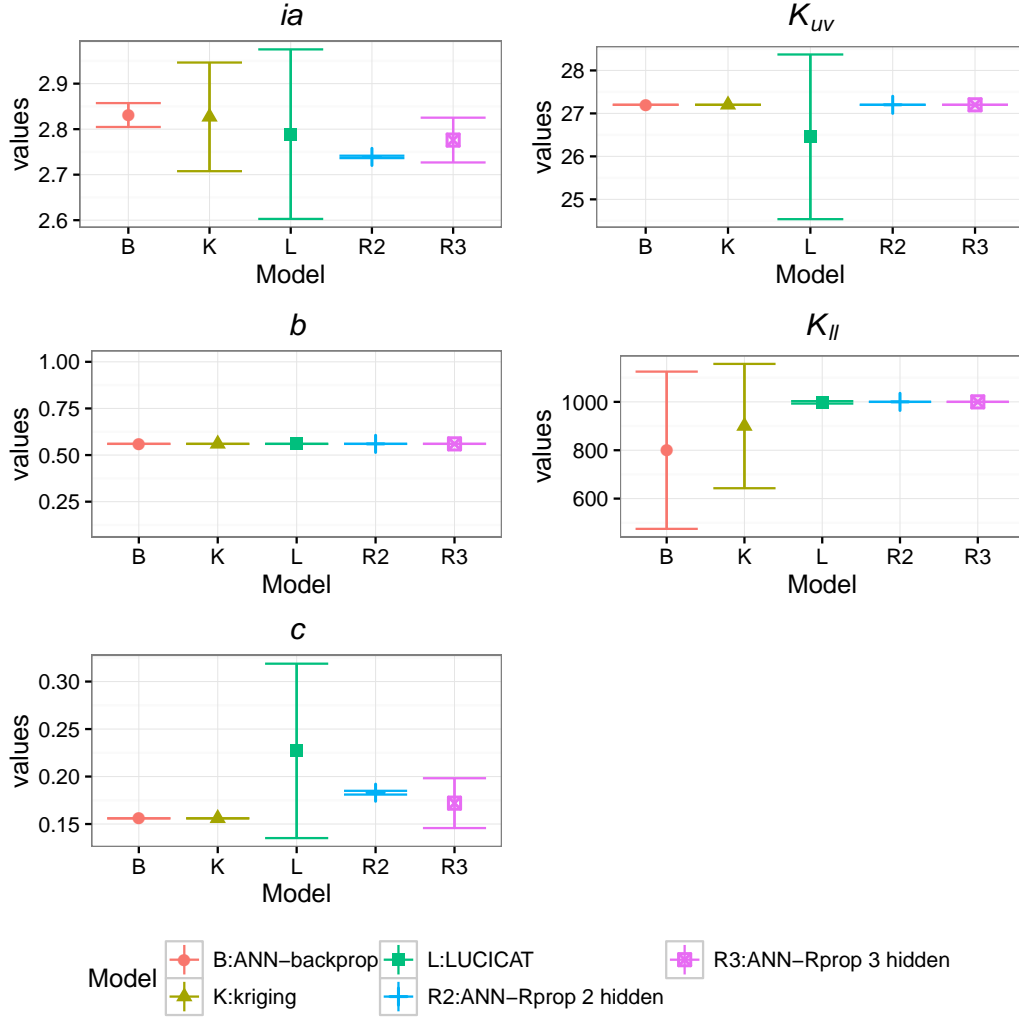 ia
values
2.9
2.8
2.7
2.6
B K L R2 R3
Model
K_uv
values
28
27
26
25
B K L R2 R3
Model
b
values
1.00
0.75
0.50
0.25
B K L R2 R3
Model
K_ll
values
1000
800
600
B K L R2 R3
Model
c
values
0.30
0.25
0.20
0.15
B K L R2 R3
Model
Model
B:ANN−backprop
K:kriging
L:LUCICAT
R2:ANN−Rprop 2 hidden
R3:ANN−Rprop 3 hidden